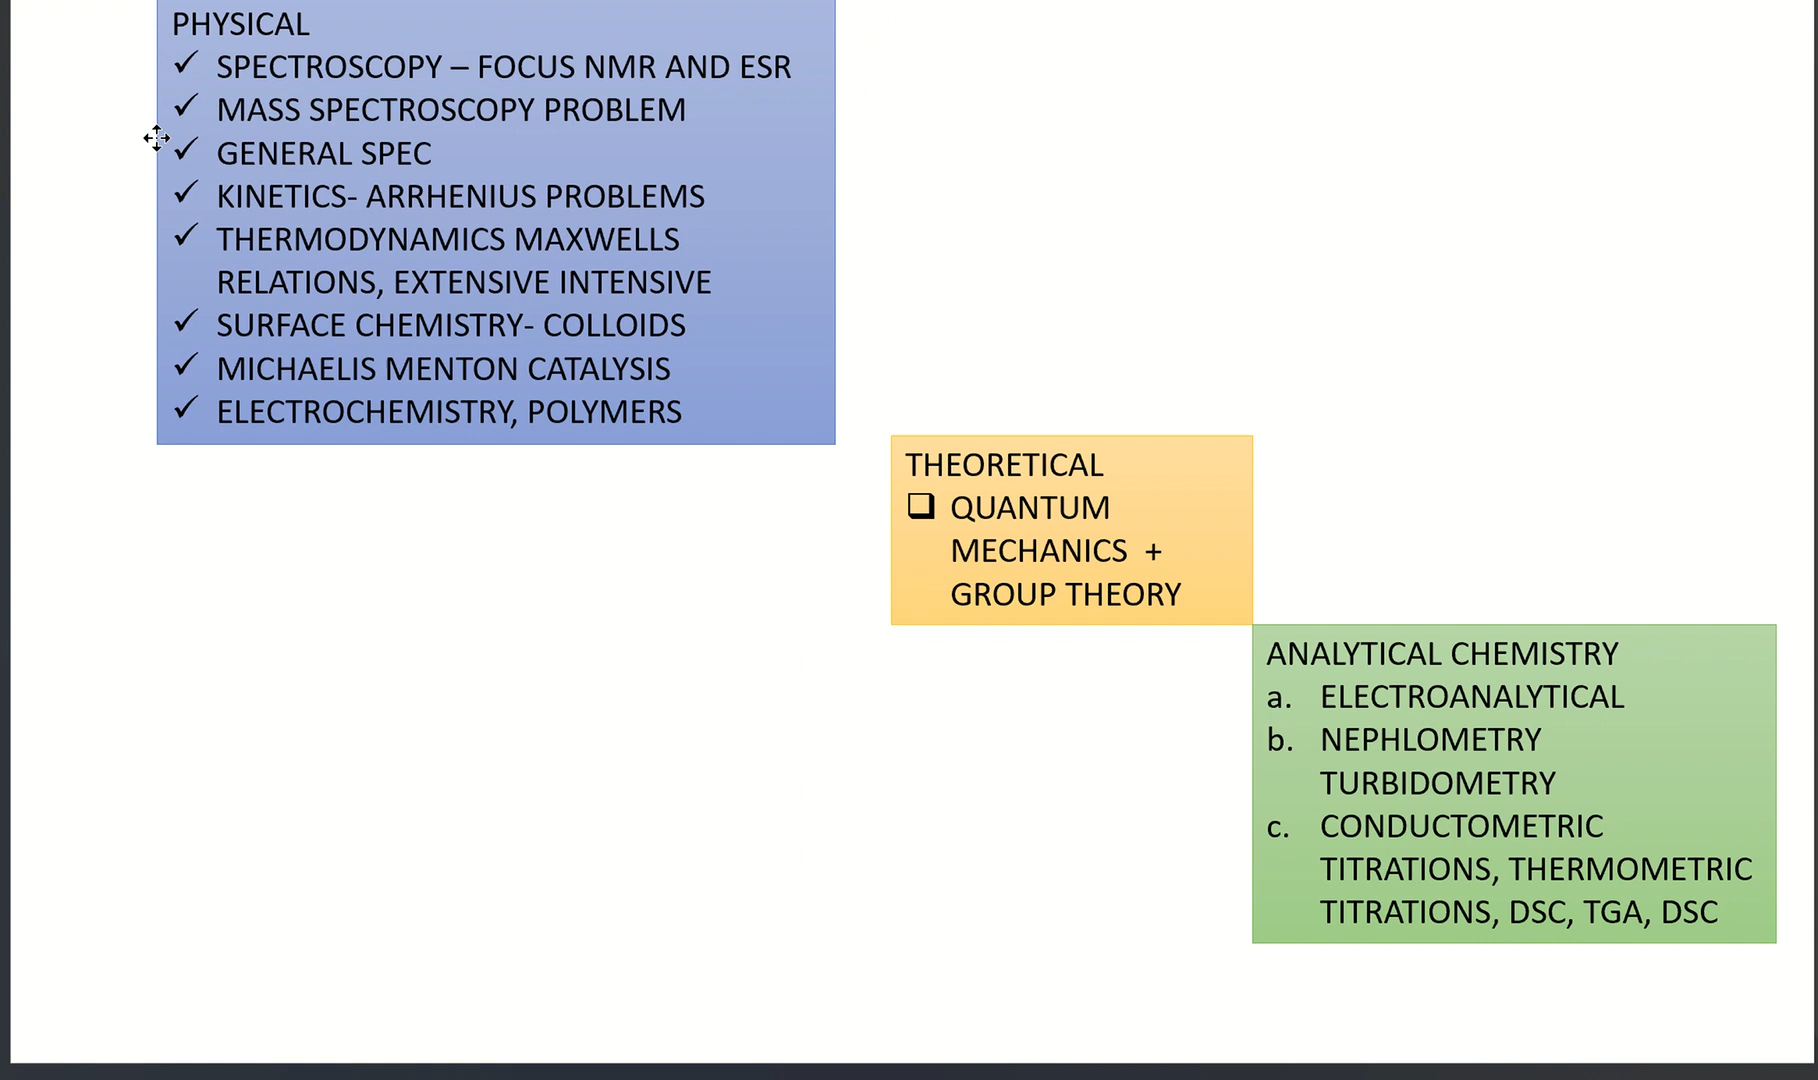 PHYSICAL
✓ SPECTROSCOPY – FOCUS NMR AND ESR
✓ MASS SPECTROSCOPY PROBLEM
✓ GENERAL SPEC
✓ KINETICS- ARRHENIUS PROBLEMS
✓ THERMODYNAMICS MAXWELLS
RELATIONS, EXTENSIVE INTENSIVE
✓ SURFACE CHEMISTRY- COLLOIDS
✓ MICHAELIS MENTON CATALYSIS
✓ ELECTROCHEMISTRY, POLYMERS
THEORETICAL
❑ QUANTUM
MECHANICS +
GROUP THEORY
ANALYTICAL CHEMISTRY
a. ELECTROANALYTICAL
b. NEPHLOMETRY
TURBIDOMETRY
c. CONDUCTOMETRIC
TITRATIONS, THERMOMETRIC
TITRATIONS, DSC, TGA, DSC